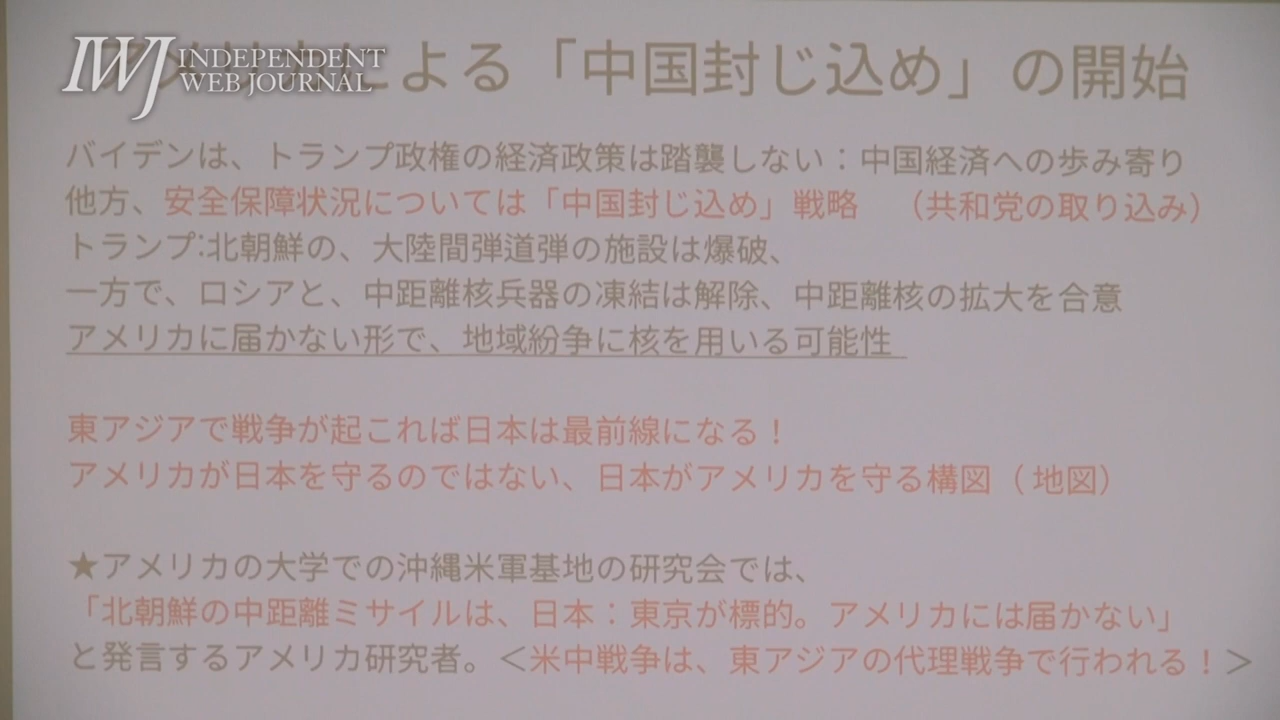 IWJ INDEPENDENT
WEB JOURNAL
による「中国封じ込め」の開始
バイデンは、トランプ政権の経済政策は踏襲しない：中国経済への歩み寄り
他方、安全保障状況については「中国封じ込め」戦略　（共和党の取り込み）
トランプ:北朝鮮の、大陸間弾道弾の施設は爆破、
一方で、ロシアと、中距離核兵器の凍結は解除、中距離核の拡大を合意
アメリカに届かない形で、地域紛争に核を用いる可能性
東アジアで戦争が起これば日本は最前線になる！
アメリカが日本を守るのではない、日本がアメリカを守る構図（地図）
★アメリカの大学での沖縄米軍基地の研究会では、
「北朝鮮の中距離ミサイルは、日本：東京が標的。アメリカには届かない」
と発言するアメリカ研究者。＜米中戦争は、東アジアの代理戦争で行われる！＞